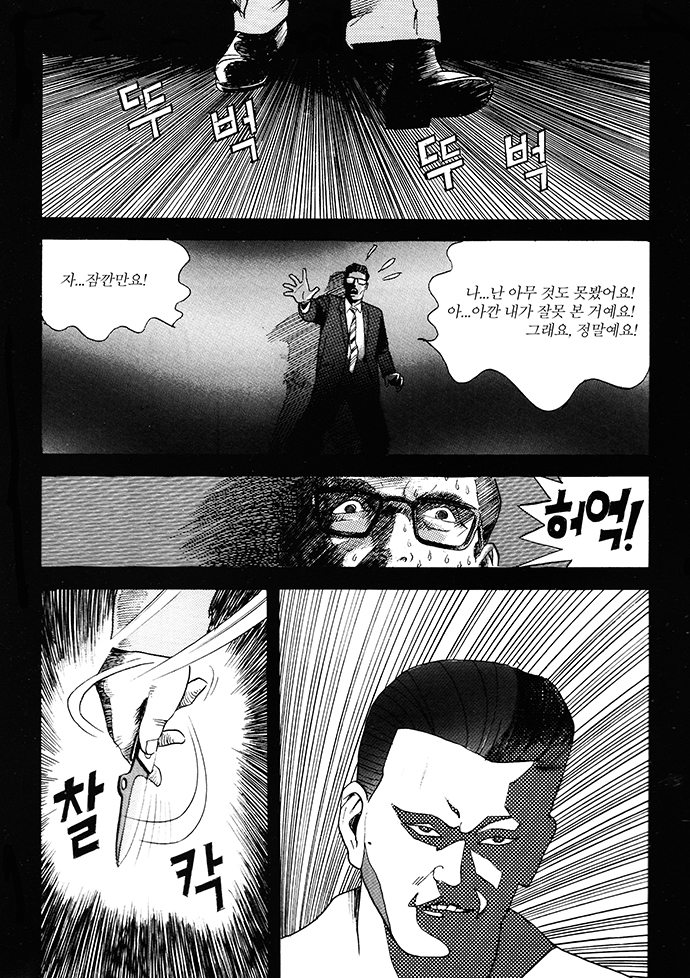 뚜벅
뚜벅
자...잠깐만요!
나...난 아무 것도 못봤어요!
아...아깐 내가 잘못 본 거예요!
그래요, 정말예요!
허억!
찰칵